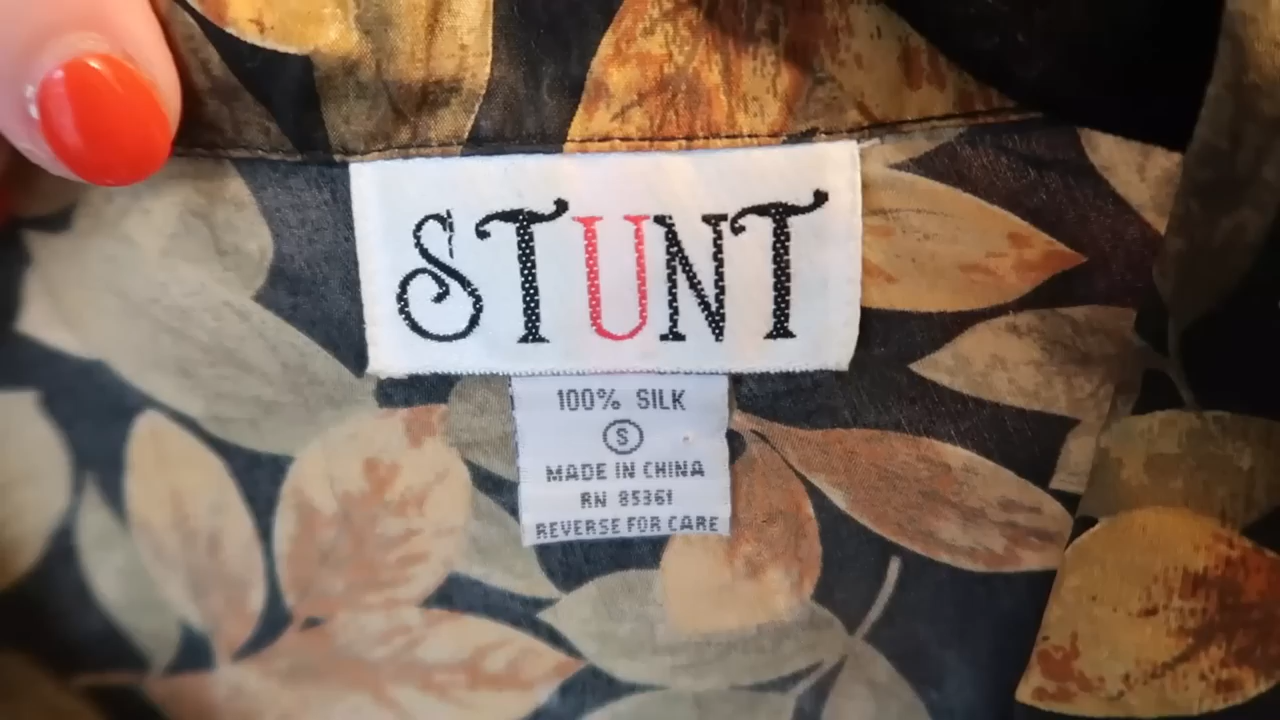 STUNT
100% SILK
S
MADE IN CHINA
RN 85361
REVERSE FOR CARE